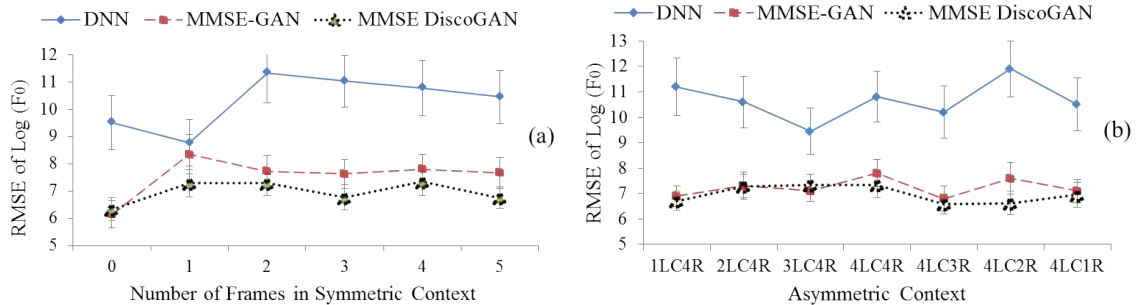 DNN MMSE-GAN MMSE DiscoGAN
12
11
10
9
8
7
6
5
RMSE of Log (F0)
(a)
0 1 2 3 4 5
Number of Frames in Symmetric Context
DNN MMSE-GAN MMSE DiscoGAN
13
12
11
10
9
8
7
6
5
RMSE of Log (F0)
(b)
1LC4R 2LC4R 3LC4R 4LC4R 4LC3R 4LC2R 4LC1R
Asymmetric Context